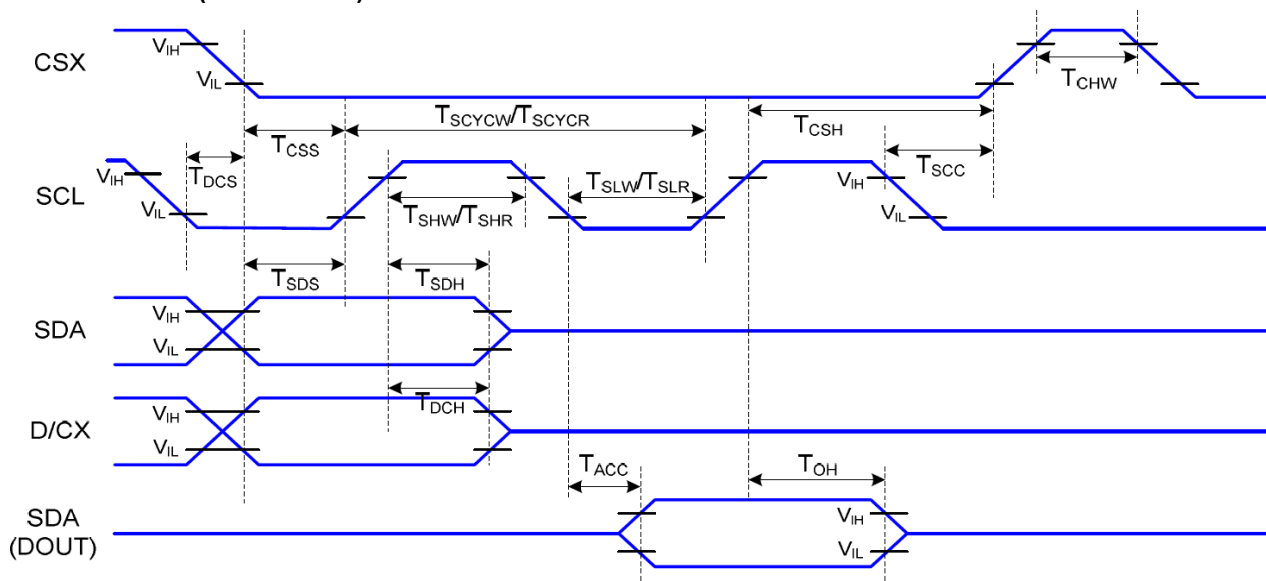 CSX
VIH
VIL
TCHW
TSCYCW/TSCYCR
TCSS
TCSH
TDCS
TSCC
SCL
VIH
VIL
TSHW/TSHR
TSLW/TSLR
VIH
VIL
TSDS
TSDH
SDA
VIH
VIL
TDCH
D/CX
VIH
VIL
TACC
TOH
SDA
(DOUT)
VIH
VIL